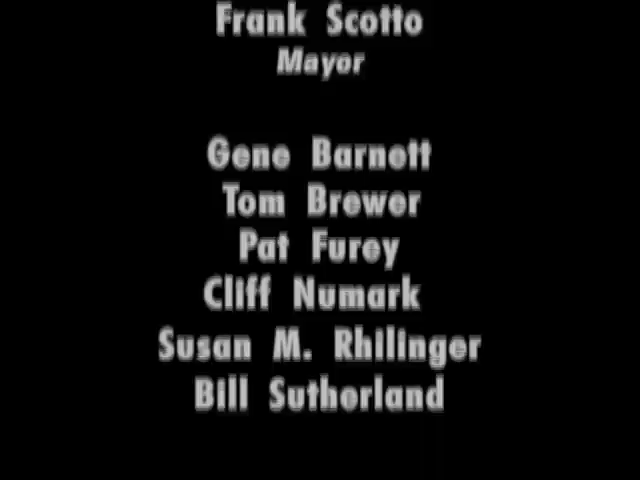 Frank Scotto
Mayor
Gene Barnett
Tom Brewer
Pat Furey
Cliff Numark
Susan M. Rhilinger
Bill Sutherland